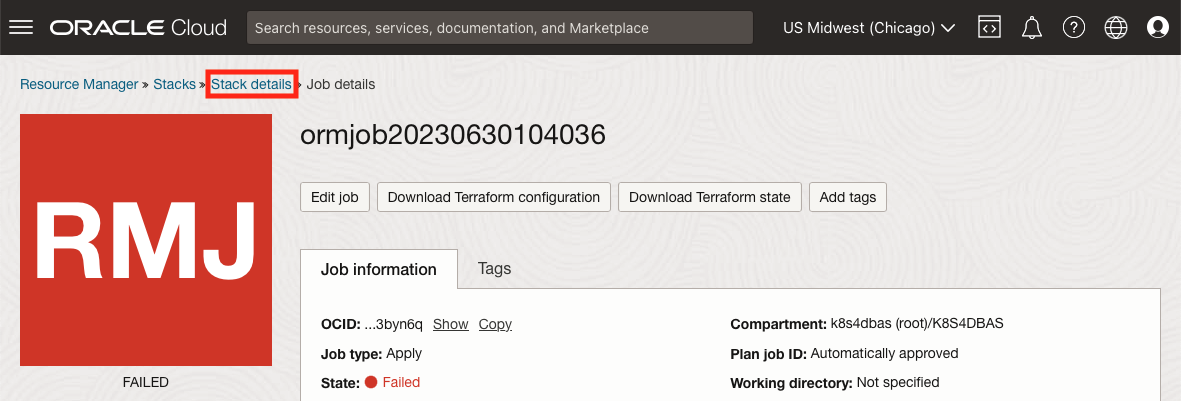 ORACLE Cloud
Search resources, services, documentation, and Marketplace
US Midwest (Chicago)
Resource Manager » Stacks » Stack details » Job details
RMJ
FAILED
ormjob20230630104036
Edit job
Download Terraform configuration
Download Terraform state
Add tags
Job information
Tags
OCID: ...3byn6q Show Copy
Job type: Apply
State: Failed
Compartment: k8s4dbas (root)/K8S4DBAS
Plan job ID: Automatically approved
Working directory: Not specified